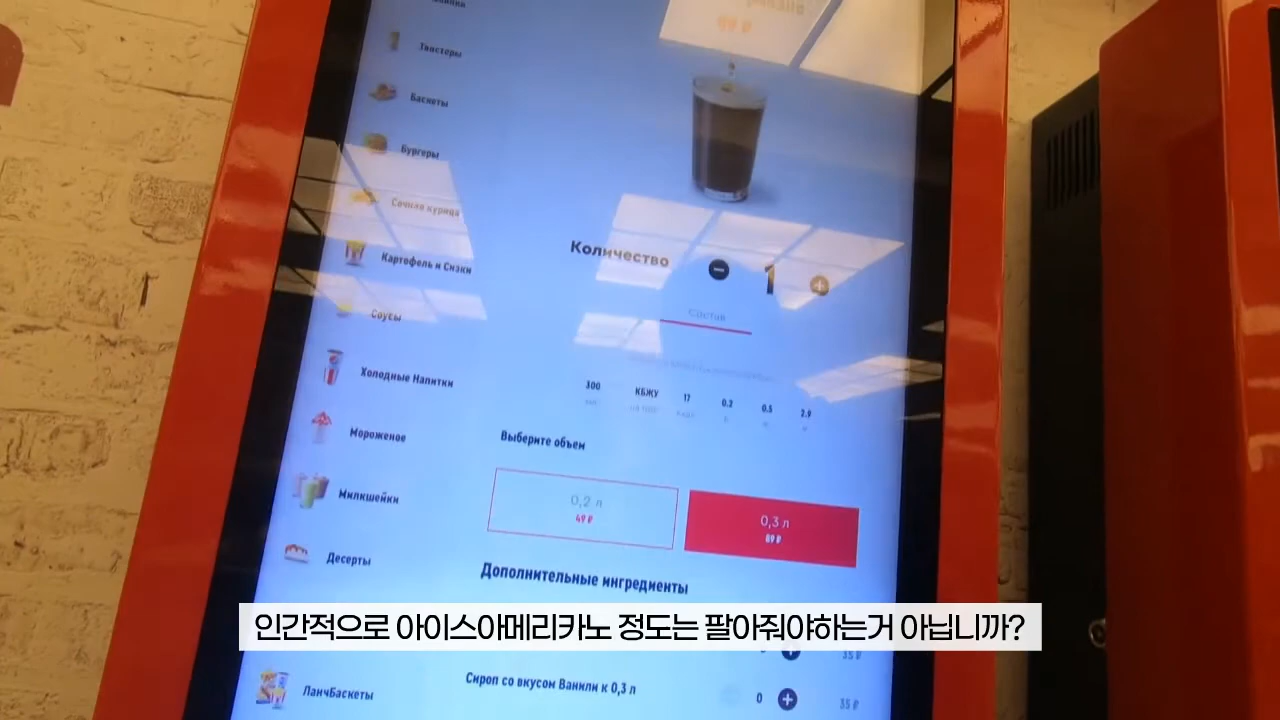 49 ₽
Твистеры
Баскеты
Бургеры
Сочная курица
Картофель и Снэки
Соусы
Холодные Напитки
Мороженое
Милкшейки
Десерты
ЛанчБаскеты
Количество
1
Состав
300 КБЖУ 17 0.2 0.5 2.9
Выберите объем
0,2 л
49 ₽
0,3 л
89 ₽
Дополнительные ингредиенты
인간적으로 아이스아메리카노 정도는 팔아줘야하는거 아닙니까?
35 ₽
Сироп со вкусом Ванили к 0,3 л
0
35 ₽